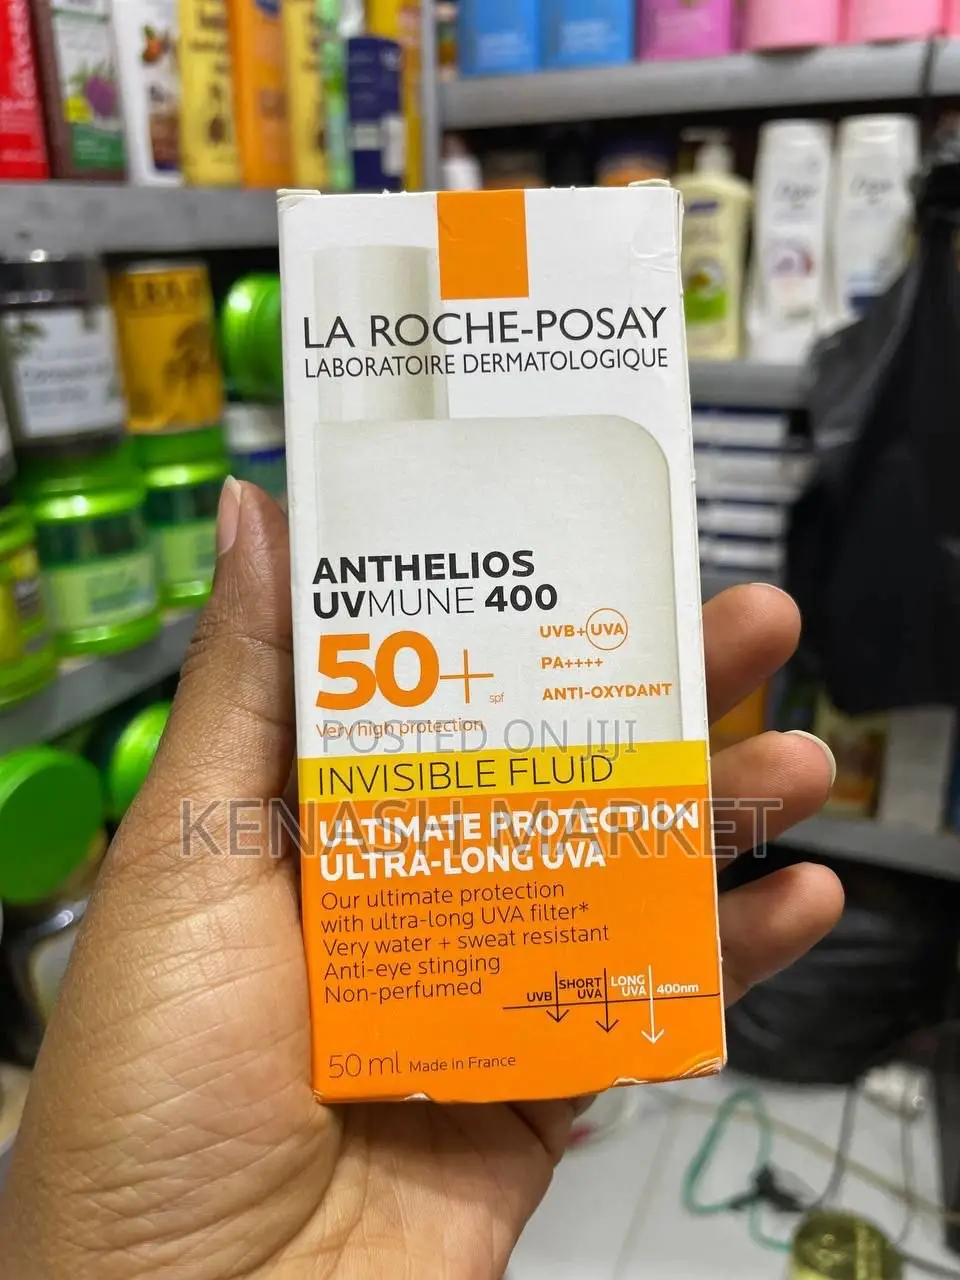 LA ROCHE-POSAY
LABORATOIRE DERMATOLOGIQUE
ANTHELIOS
UVMUNE 400
50+
spf
Very high protection
UVB+UVA
PA++++
ANTI-OXYDANT
POSTED ON JIJI
INVISIBLE FLUID
KENASH MARKET
ULTIMATE PROTECTION
ULTRA-LONG UVA
Our ultimate protection
with ultra-long UVA filter*
Very water + sweat resistant
Anti-eye stinging
Non-perfumed
UVB
SHORT
UVA
LONG
UVA
400nm
50 ml Made in France
Dove